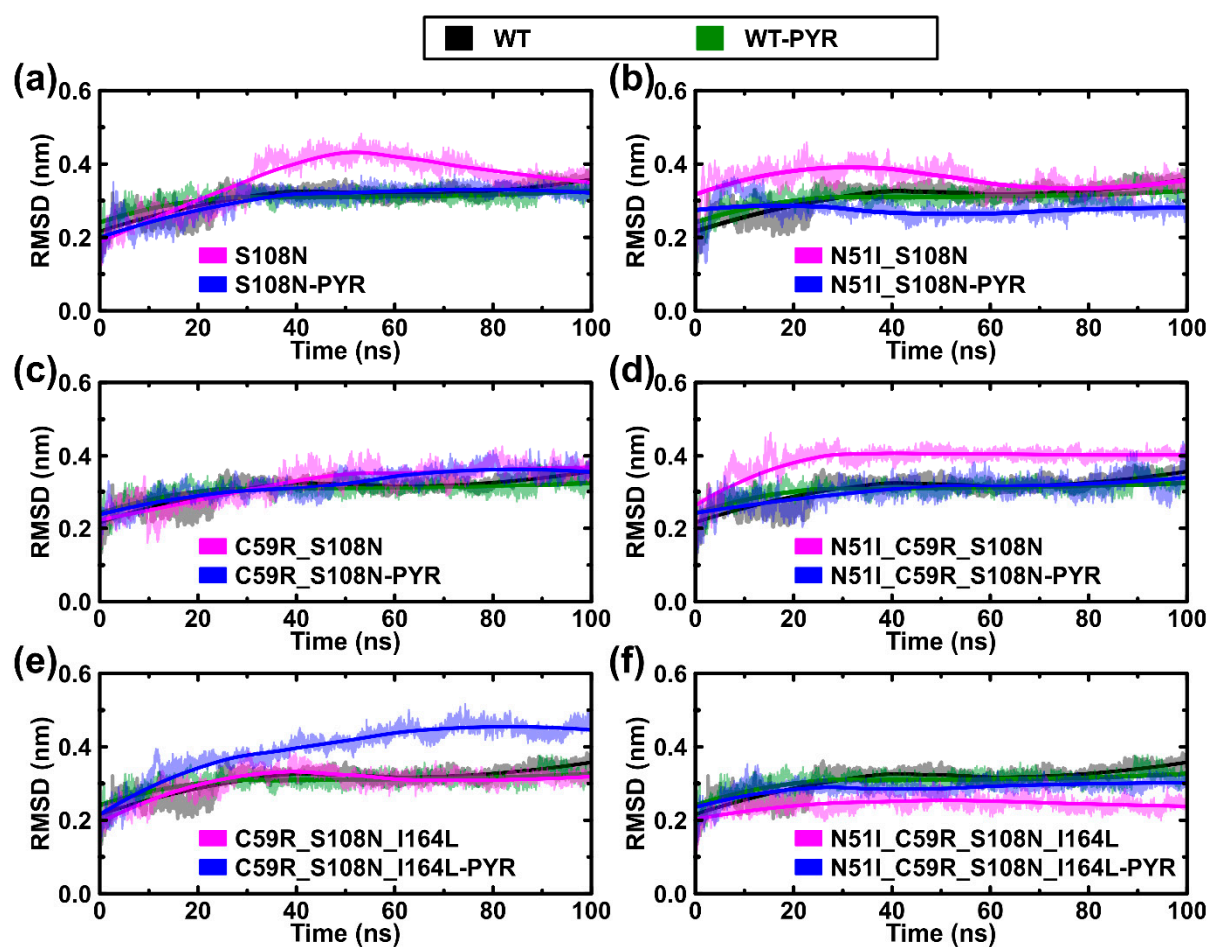 WT WT-PYR
(a) (b)
0.6 0.6
RMSD (nm) RMSD (nm)
0.4 0.4
0.2 0.2
S108N N51I_S108N
S108N-PYR N51I_S108N-PYR
0.0 0.0
0 20 40 60 80 100 0 20 40 60 80 100
Time (ns) Time (ns)
(c) (d)
0.6 0.6
RMSD (nm) RMSD (nm)
0.4 0.4
0.2 0.2
C59R_S108N N51I_C59R_S108N
C59R_S108N-PYR N51I_C59R_S108N-PYR
0.0 0.0
0 20 40 60 80 100 0 20 40 60 80 100
Time (ns) Time (ns)
(e) (f)
0.6 0.6
RMSD (nm) RMSD (nm)
0.4 0.4
0.2 0.2
C59R_S108N_I164L N51I_C59R_S108N_I164L
C59R_S108N_I164L-PYR N51I_C59R_S108N_I164L-PYR
0.0 0.0
0 20 40 60 80 100 0 20 40 60 80 100
Time (ns) Time (ns)